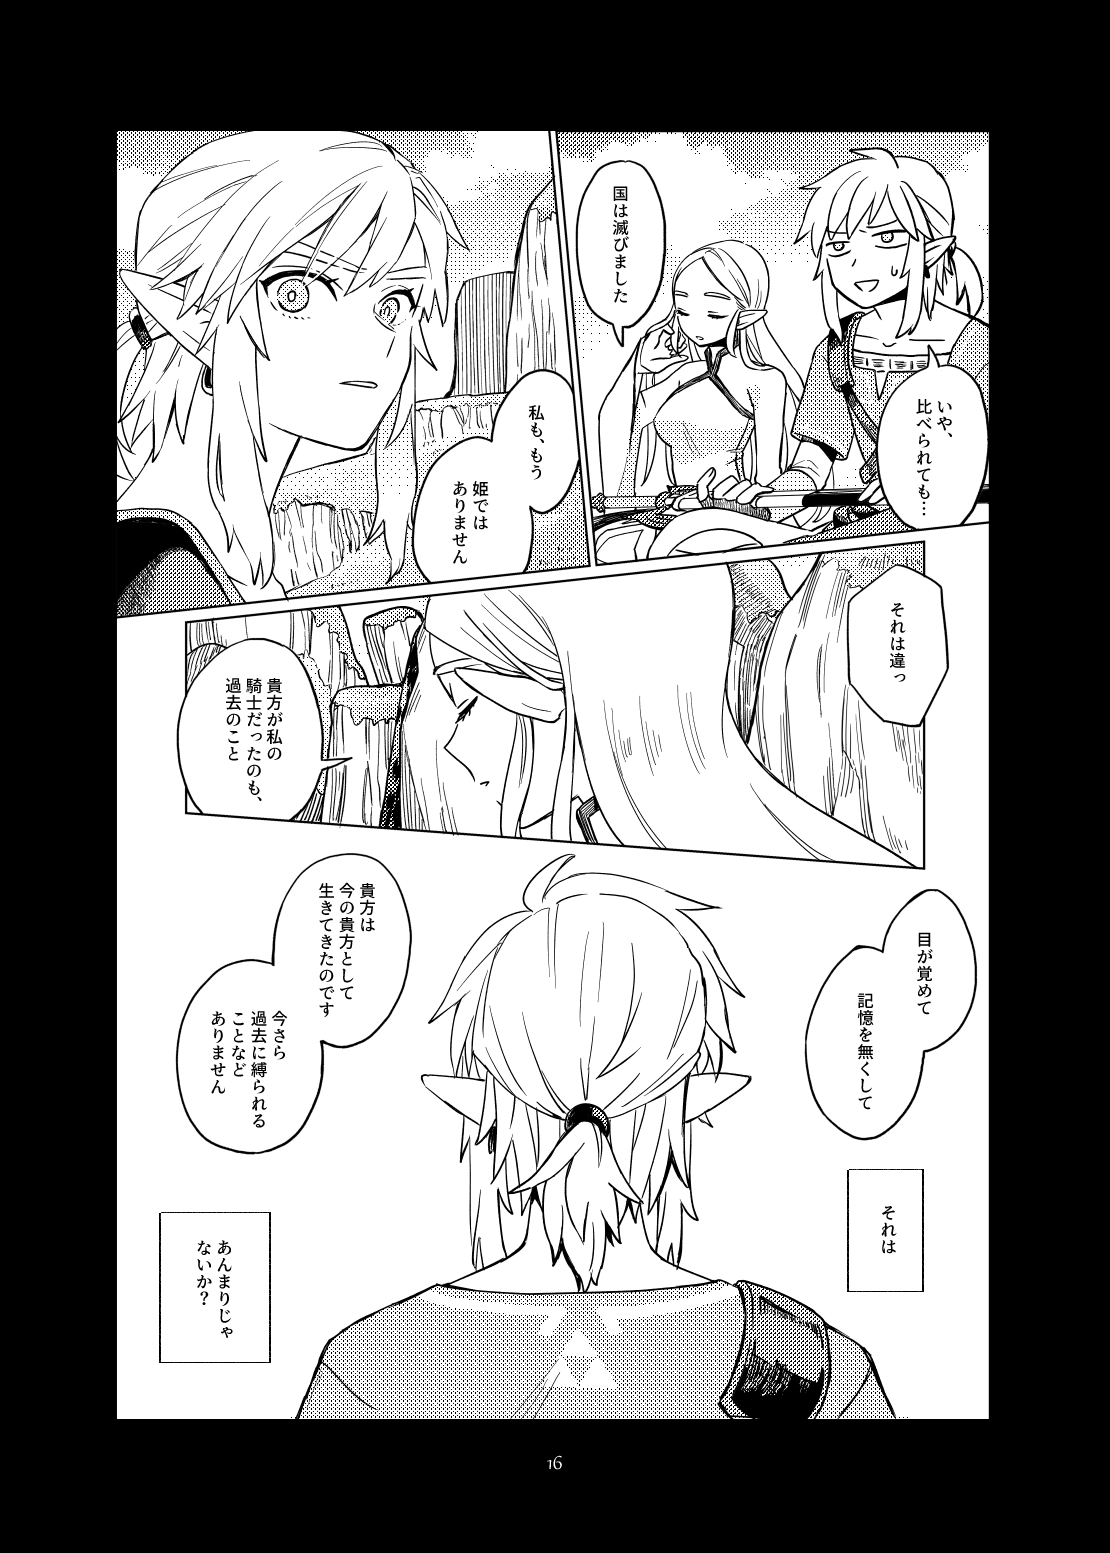 いや、
比べられても…
国は滅びました
私も、もう
姫では
ありません
それは違っ
貴方が私の
騎士だったのも、
過去のこと
目が覚めて
記憶を無くして
貴方は
今の貴方として
生きてきたのです
今さら
過去に縛られる
ことなど
ありません
それは
あんまりじゃ
ないか？
16